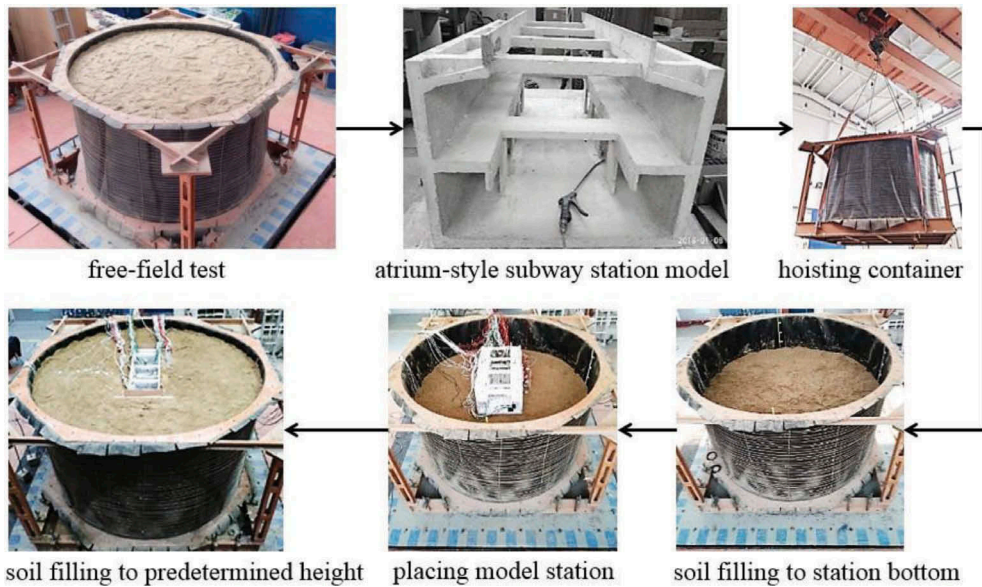 free-field test
atrium-style subway station model
hoisting container
soil filling to station bottom
placing model station
soil filling to predetermined height